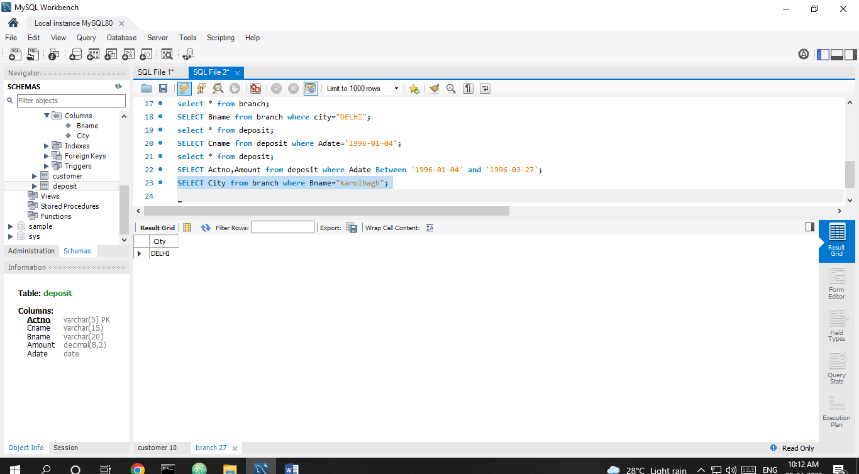 MySQL Workbench
Local instance MySQL80
File Edit View Query Database Server Tools Scripting Help
Navigator
SCHEMAS
Filter objects
Columns
Bname
City
Indexes
Foreign Keys
Triggers
customer
deposit
Views
Stored Procedures
Functions
sample
sys
Administration Schemas
Information
Table: deposit
Columns:
Actno varchar(5) PK
Cname varchar(15)
Bname varchar(20)
Amount decimal(8,2)
Adate date
Object Info Session
SQL File 1* SQL File 2*
Limit to 1000 rows
17 select * from branch;
18 SELECT Bname from branch where city="DELHI";
19 select * from deposit;
20 SELECT Cname from deposit where Adate='1996-01-04';
21 select * from deposit;
22 SELECT Actno,Amount from deposit where Adate Between '1996-01-04' and '1996-03-27';
23 SELECT City from branch where Bname="karolbagh";
24
Result Grid Filter Rows: Export: Wrap Cell Content:
City
DELHI
Result Grid
Form Editor
Field Types
Query Stats
Execution Plan
customer 10 branch 27
Read Only
28°C Light rain ENG 10:12 AM